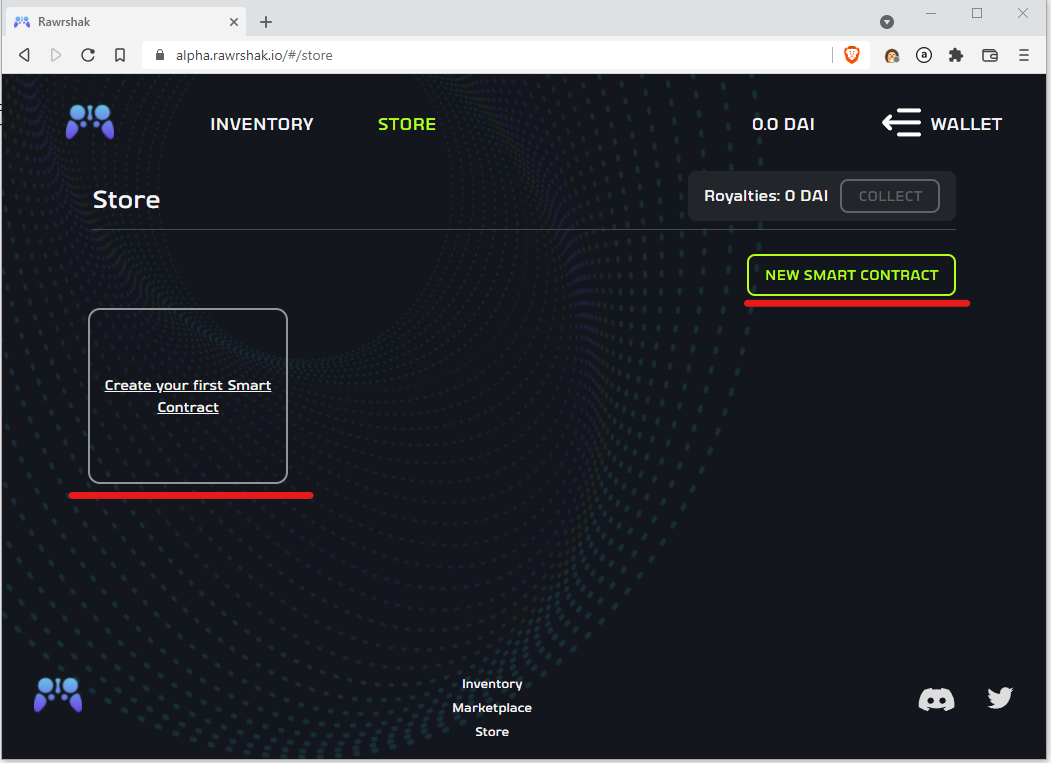 Rawrshak
alpha.rawrshak.io/#/store
INVENTORY STORE 0.0 DAI WALLET
Store
Royalties: 0 DAI COLLECT
NEW SMART CONTRACT
Create your first Smart
Contract
Inventory
Marketplace
Store